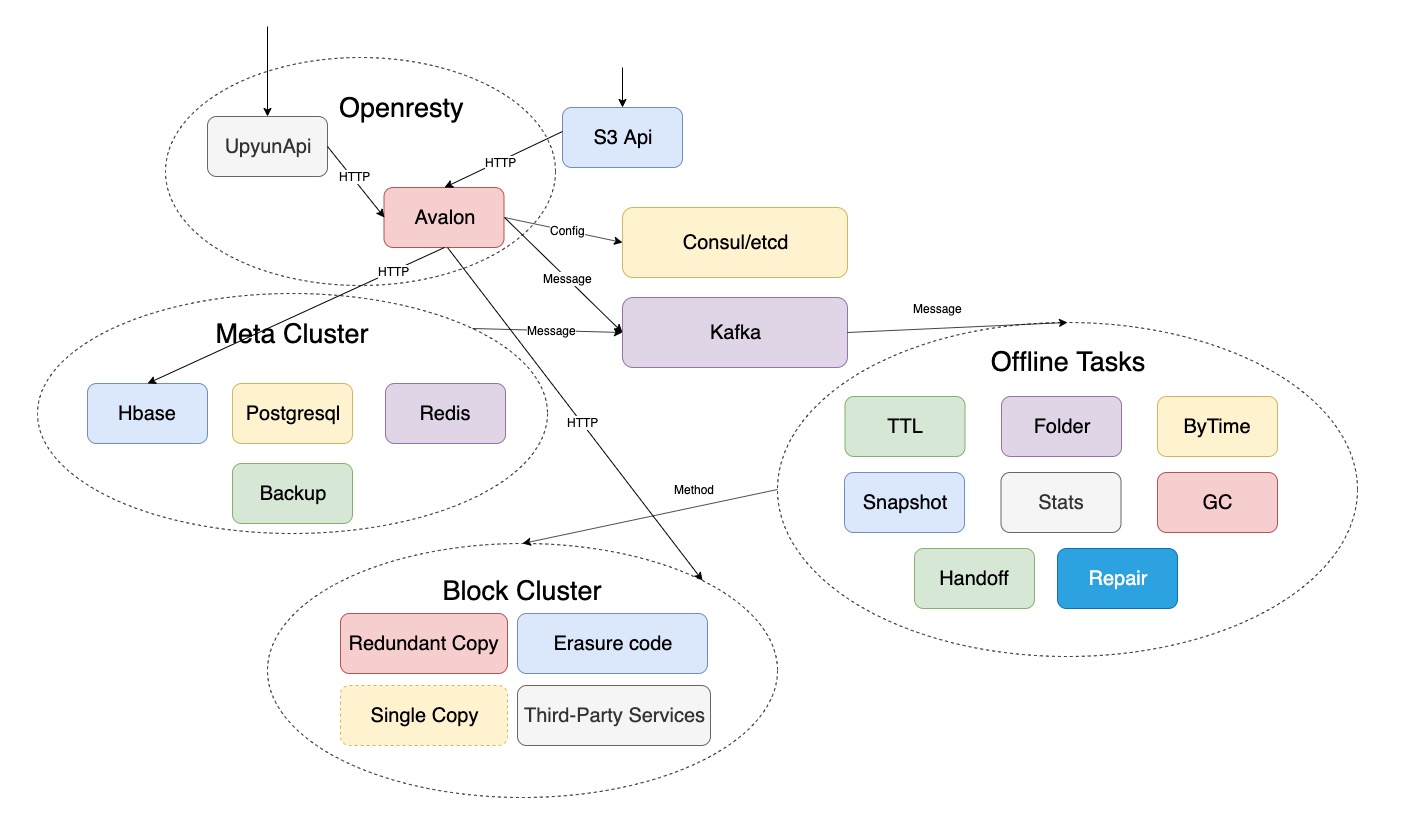 Openresty
UpyunApi
S3 Api
HTTP
HTTP
Avalon
Config
Consul/etcd
HTTP
Message
Message
Kafka
Message
Meta Cluster
Hbase
Postgresql
Redis
Backup
HTTP
Offline Tasks
TTL
Folder
ByTime
Snapshot
Stats
GC
Handoff
Repair
Method
Block Cluster
Redundant Copy
Erasure code
Single Copy
Third-Party Services